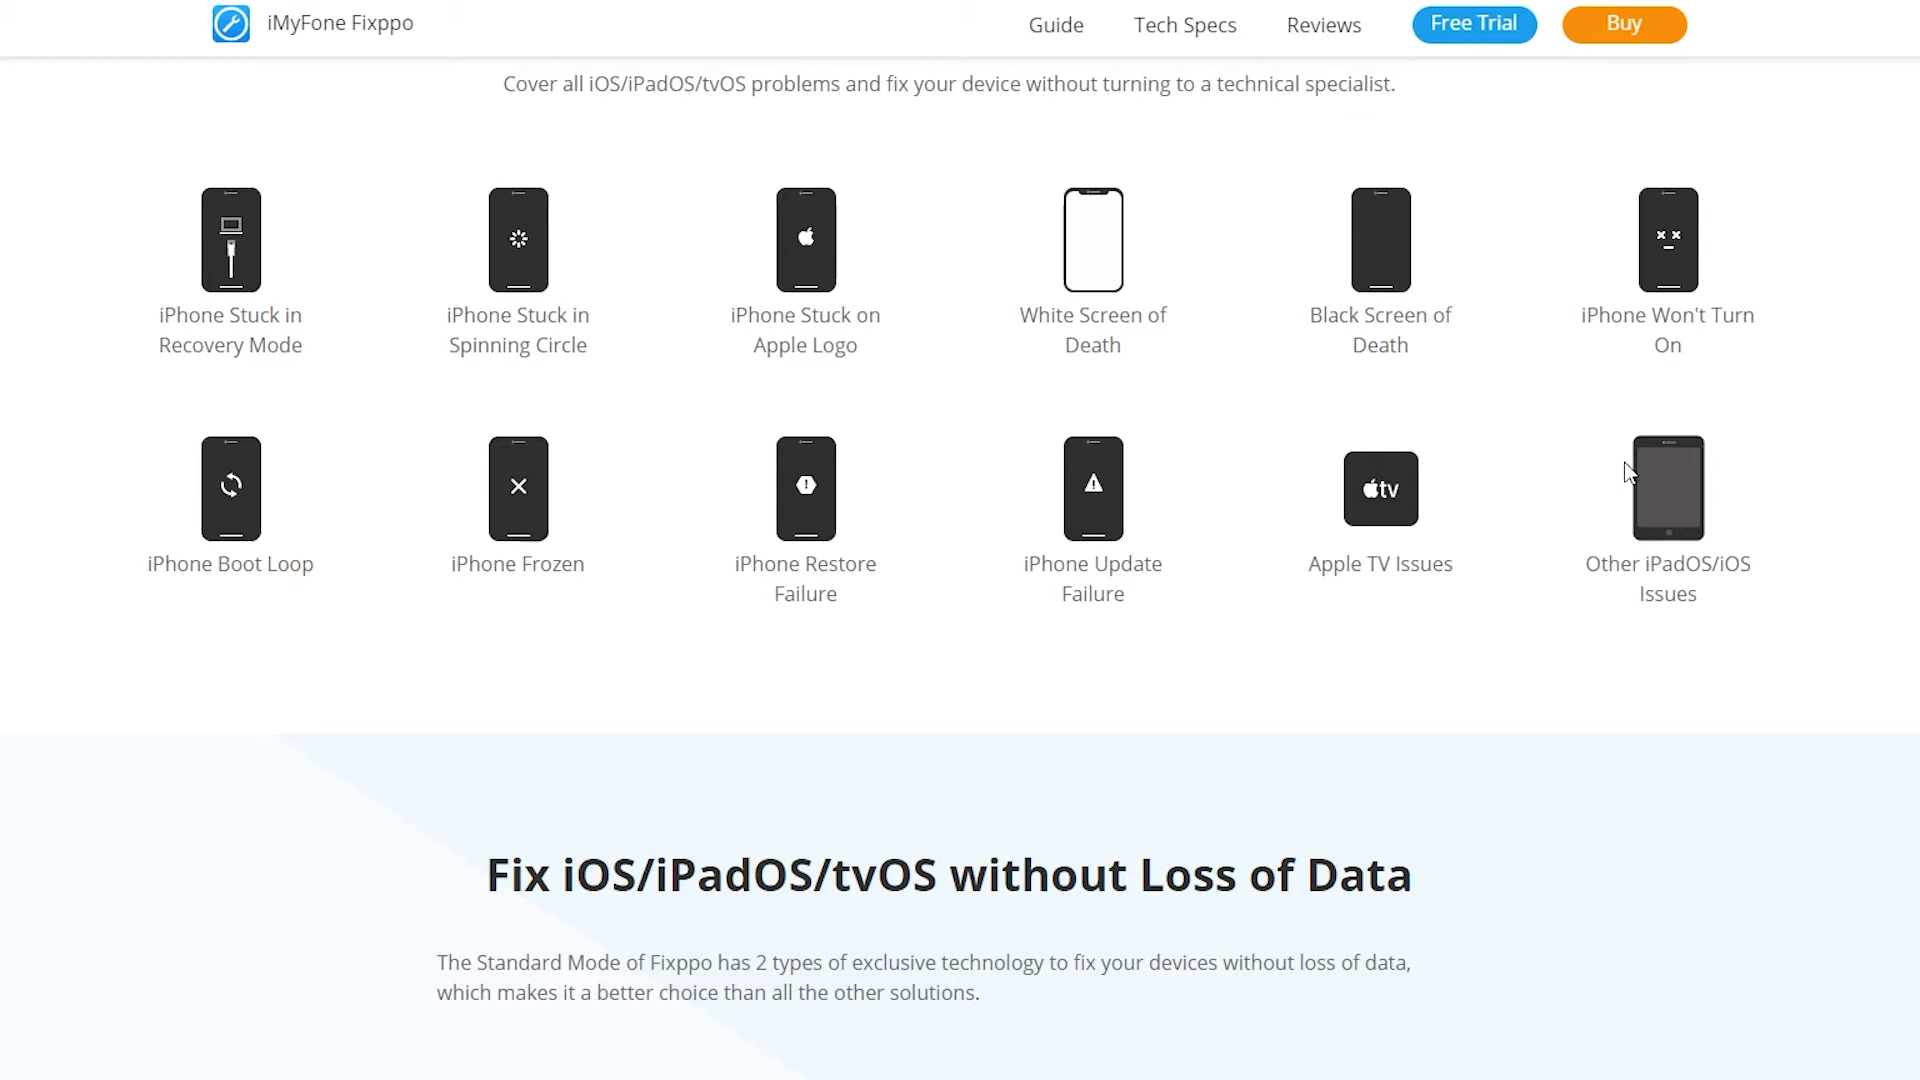 iMyFone Fixppo
Guide
Tech Specs
Reviews
Free Trial
Buy
Cover all iOS/iPadOS/tvOS problems and fix your device without turning to a technical specialist.
iPhone Stuck in
Recovery Mode
iPhone Stuck in
Spinning Circle
iPhone Stuck on
Apple Logo
White Screen of
Death
Black Screen of
Death
iPhone Won't Turn
On
iPhone Boot Loop
iPhone Frozen
iPhone Restore
Failure
iPhone Update
Failure
tv
Apple TV Issues
Other iPadOS/iOS
Issues
Fix iOS/iPadOS/tvOS without Loss of Data
The Standard Mode of Fixppo has 2 types of exclusive technology to fix your devices without loss of data,
which makes it a better choice than all the other solutions.